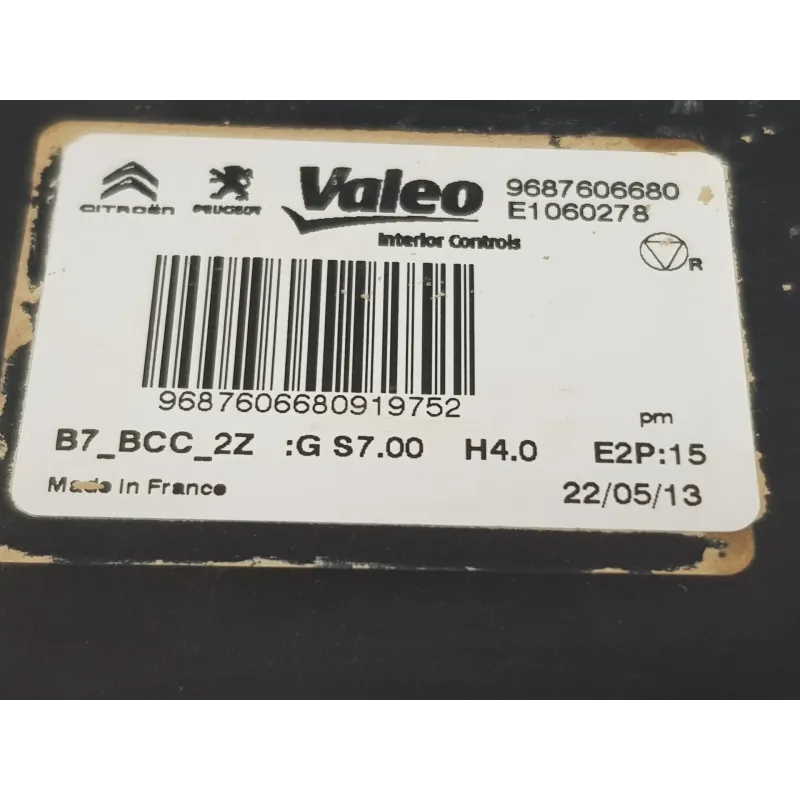 CITROËN PEUGEOT Valeo 9687606680
E1060278
Interior Controls
R
9687606680919752
pm
B7_BCC_2Z :G S7.00 H4.0 E2P:15
Made in France 22/05/13